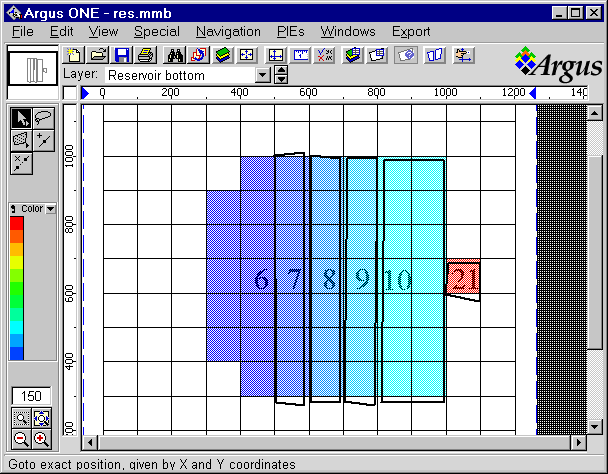 Argus ONE - res.mmb
File Edit View Special Navigation PIEs Windows Export
Layer: Reservoir bottom
Argus
0 200 400 600 800 1000 1200 140
1000
800
600
400
200
Color
6 7 8 9 10 21
150
Goto exact position, given by X and Y coordinates